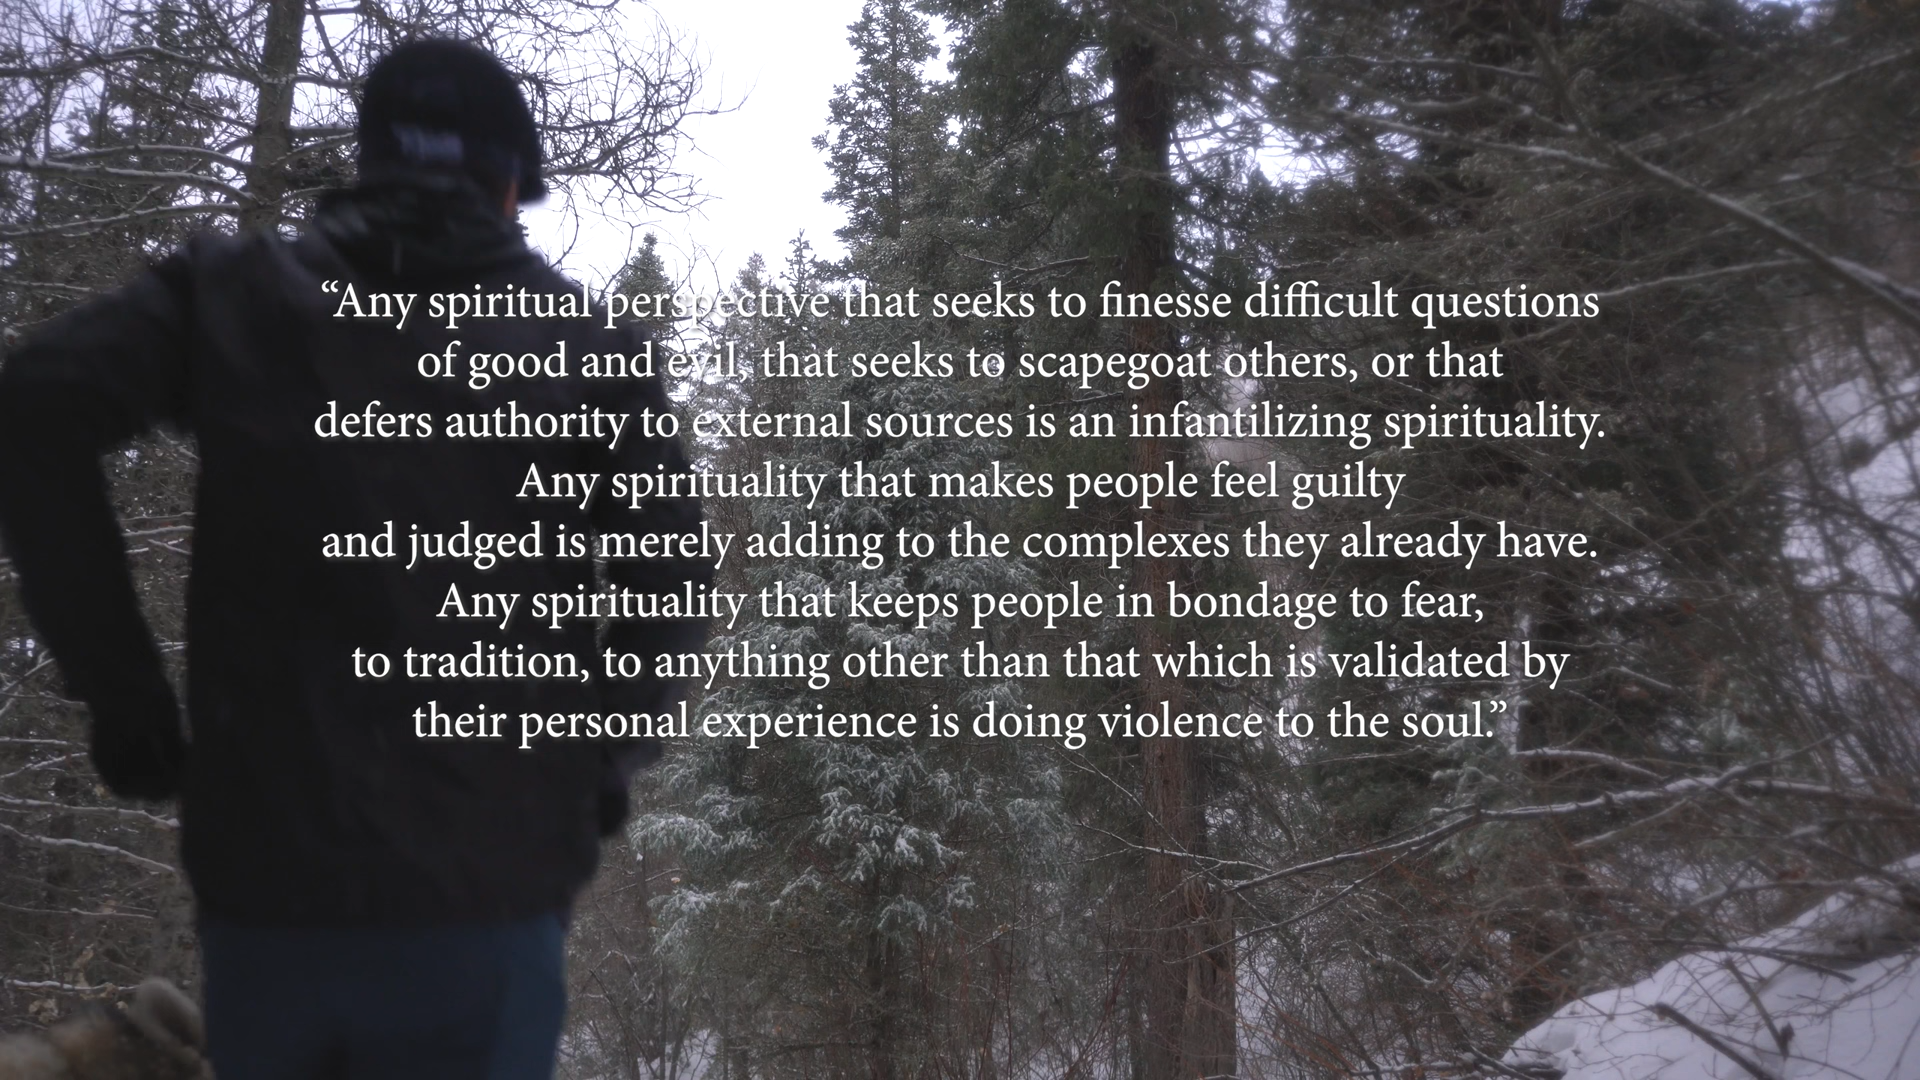 “Any spiritual perspective that seeks to finesse difficult questions
of good and evil, that seeks to scapegoat others, or that
defers authority to external sources is an infantilizing spirituality.
Any spirituality that makes people feel guilty
and judged is merely adding to the complexes they already have.
Any spirituality that keeps people in bondage to fear,
to tradition, to anything other than that which is validated by
their personal experience is doing violence to the soul.”